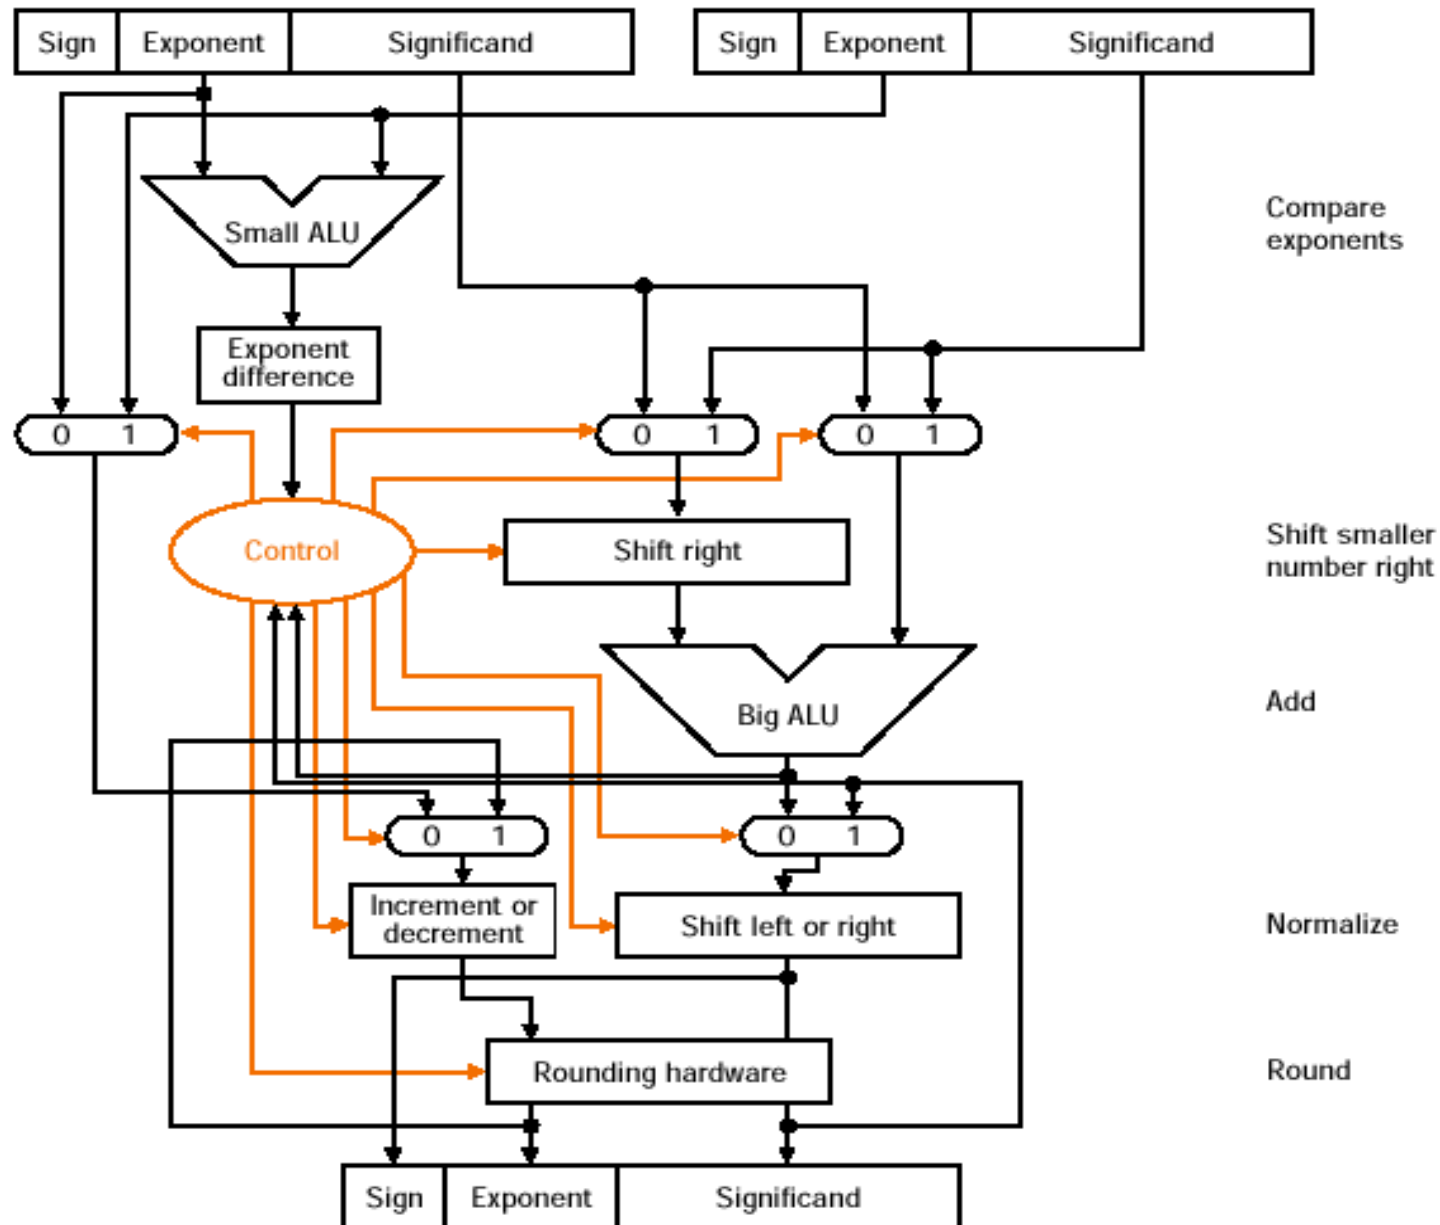 Sign Exponent Significand Sign Exponent Significand
Small ALU
Compare
exponents
Exponent
difference
0 1
0 1
0 1
Control
Shift right
Shift smaller
number right
Big ALU
Add
0 1
0 1
Increment or
decrement
Shift left or right
Normalize
Rounding hardware
Round
Sign Exponent Significand